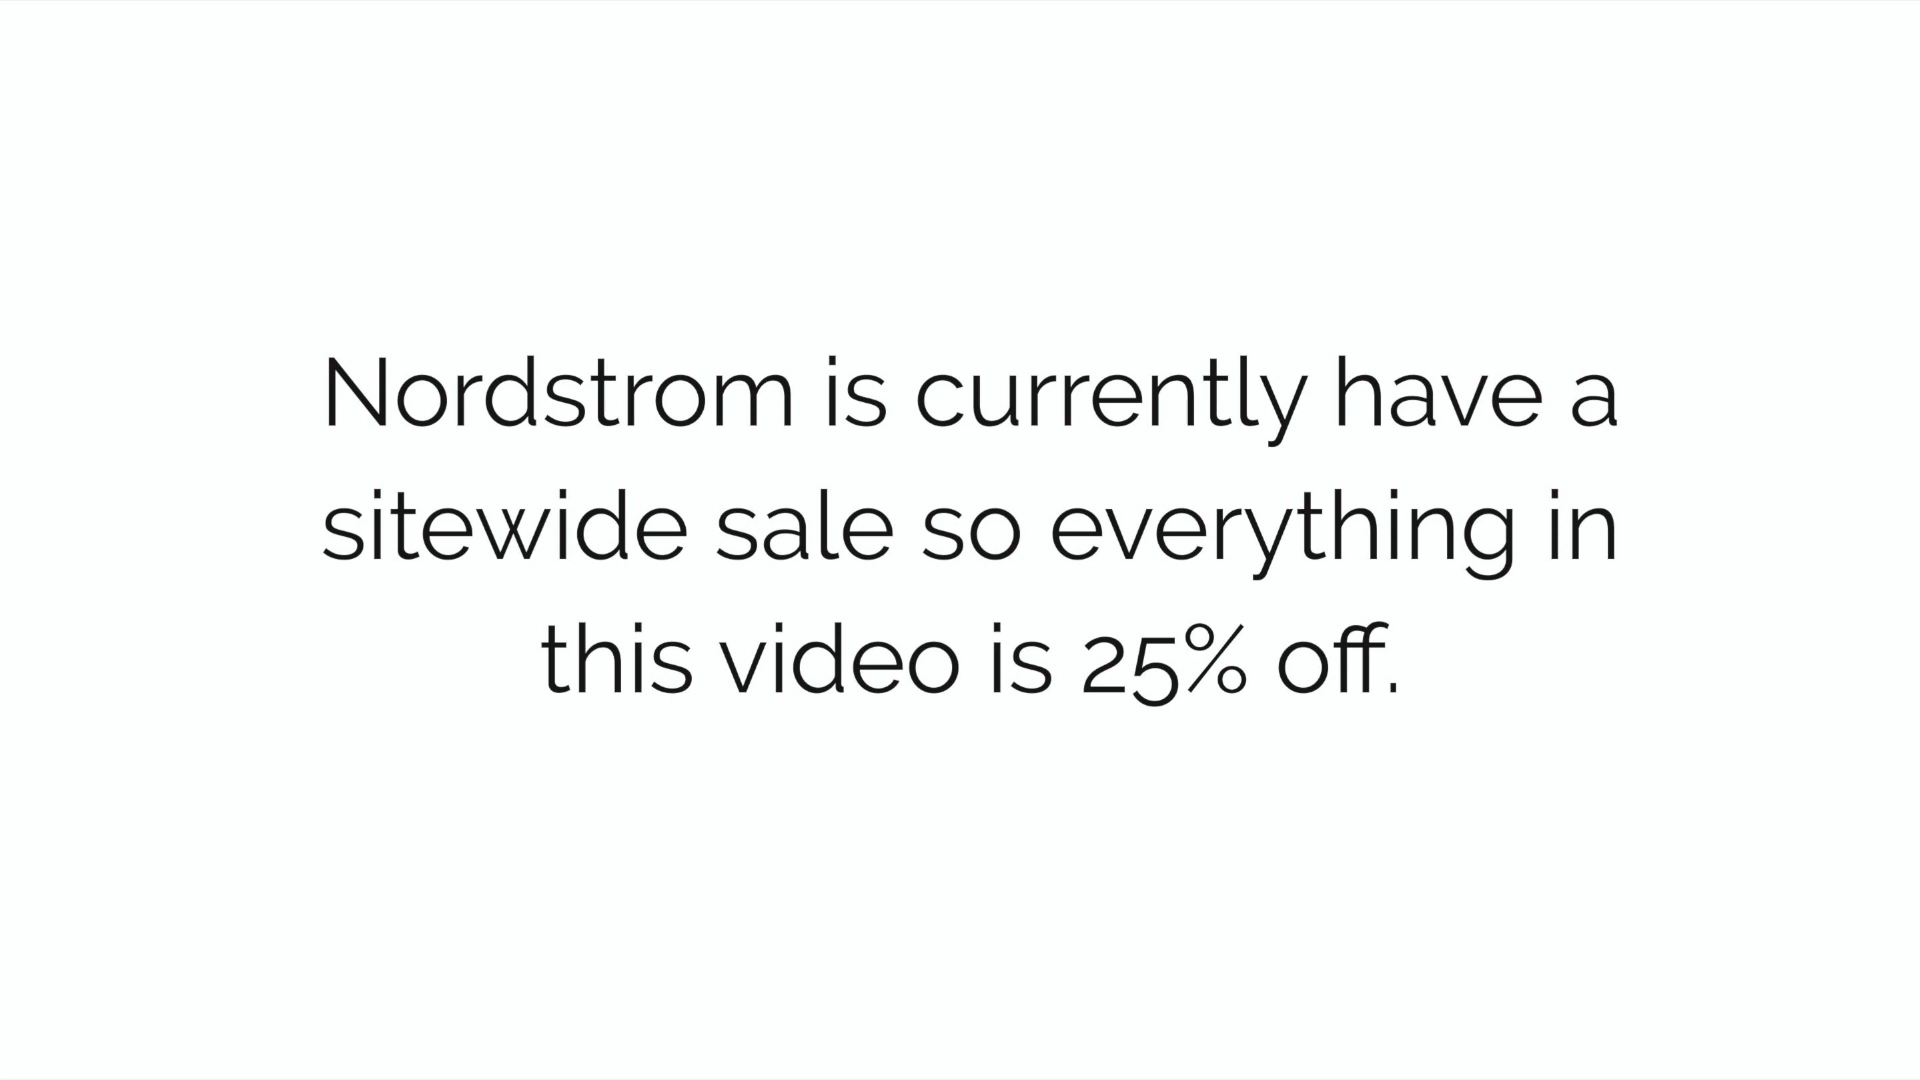 Nordstrom is currently have a
sitewide sale so everything in
this video is 25% off.